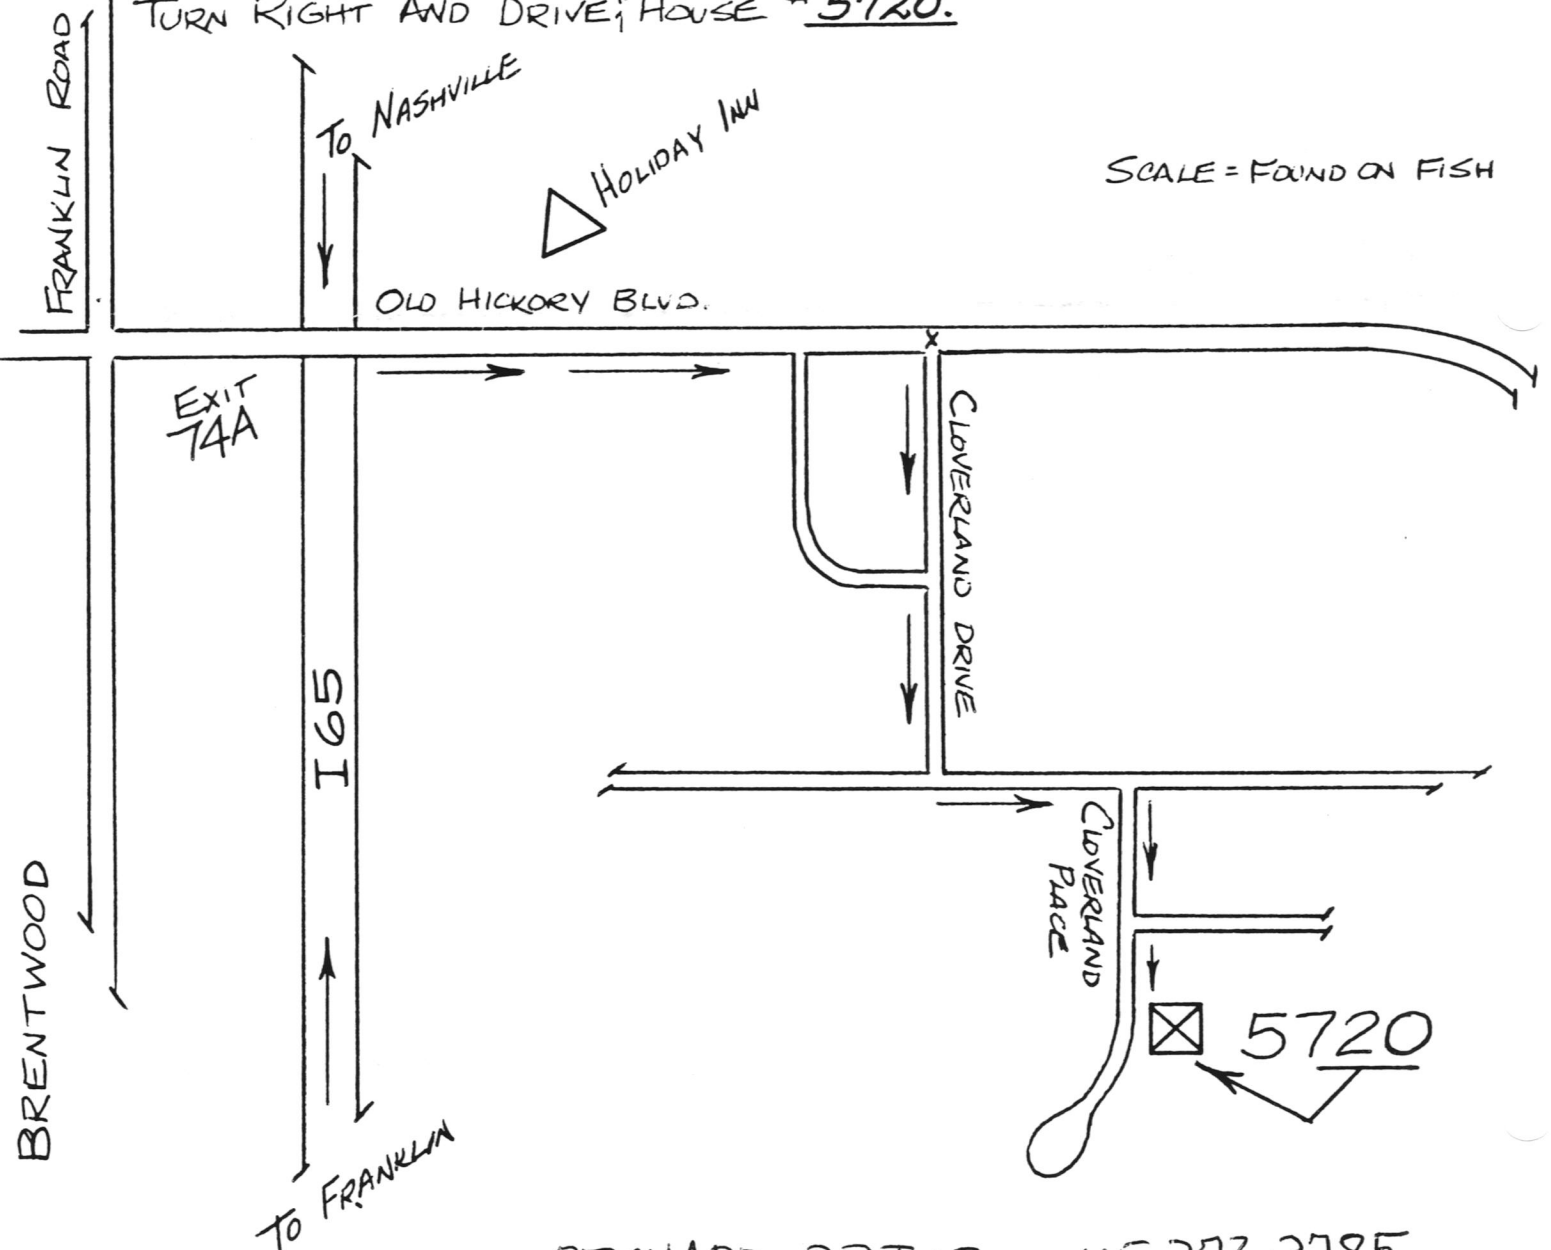 TURN RIGHT AND DRIVE; HOUSE # 5720.
FRANKLIN ROAD
TO NASHVILLE
HOLIDAY INN
SCALE = FOUND ON FISH
OLD HICKORY BLVD.
X
EXIT
74A
CLOVERLAND DRIVE
I65
CLOVERLAND
PLACE
BRENTWOOD
5720
TO FRANKLIN